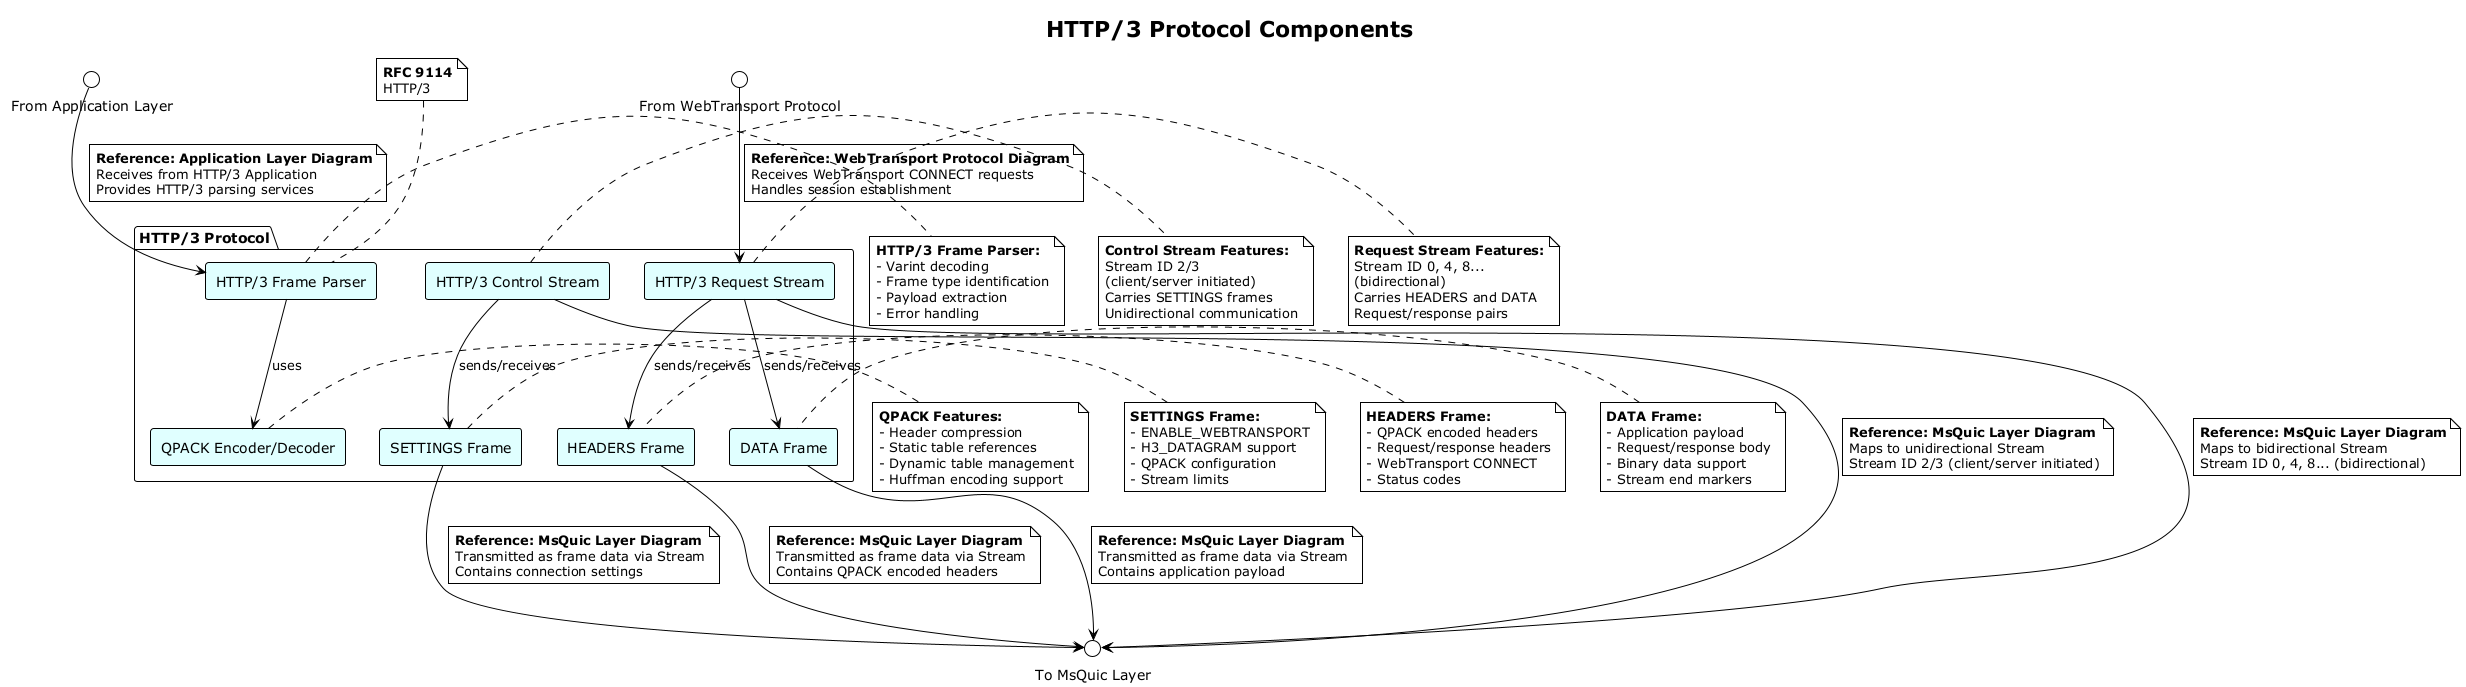 HTTP/3 Protocol Components
RFC 9114
HTTP/3
From Application Layer
From WebTransport Protocol
Reference: Application Layer Diagram
Receives from HTTP/3 Application
Provides HTTP/3 parsing services
Reference: WebTransport Protocol Diagram
Receives WebTransport CONNECT requests
Handles session establishment
HTTP/3 Protocol
HTTP/3 Frame Parser
HTTP/3 Control Stream
HTTP/3 Request Stream
HTTP/3 Frame Parser:
- Varint decoding
- Frame type identification
- Payload extraction
- Error handling
Control Stream Features:
Stream ID 2/3
(client/server initiated)
Carries SETTINGS frames
Unidirectional communication
Request Stream Features:
Stream ID 0, 4, 8...
(bidirectional)
Carries HEADERS and DATA
Request/response pairs
uses
sends/receives
sends/receives
sends/receives
QPACK Encoder/Decoder
SETTINGS Frame
HEADERS Frame
DATA Frame
QPACK Features:
- Header compression
- Static table references
- Dynamic table management
- Huffman encoding support
SETTINGS Frame:
- ENABLE_WEBTRANSPORT
- H3_DATAGRAM support
- QPACK configuration
- Stream limits
HEADERS Frame:
- QPACK encoded headers
- Request/response headers
- WebTransport CONNECT
- Status codes
DATA Frame:
- Application payload
- Request/response body
- Binary data support
- Stream end markers
Reference: MsQuic Layer Diagram
Maps to unidirectional Stream
Stream ID 2/3 (client/server initiated)
Reference: MsQuic Layer Diagram
Maps to bidirectional Stream
Stream ID 0, 4, 8... (bidirectional)
Reference: MsQuic Layer Diagram
Transmitted as frame data via Stream
Contains connection settings
Reference: MsQuic Layer Diagram
Transmitted as frame data via Stream
Contains QPACK encoded headers
Reference: MsQuic Layer Diagram
Transmitted as frame data via Stream
Contains application payload
To MsQuic Layer